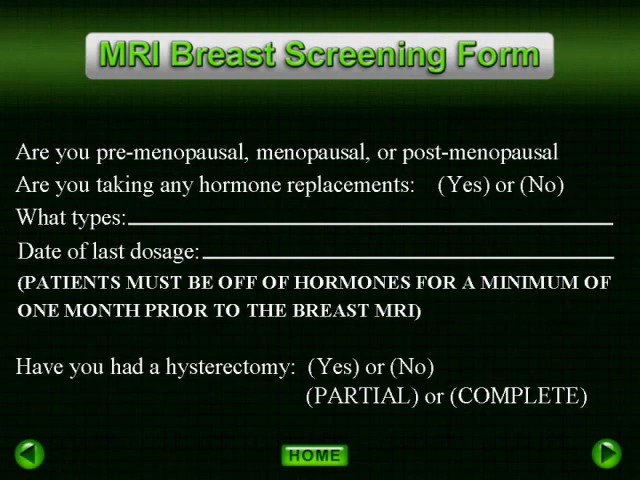 MRI Breast Screening Form
Are you pre-menopausal, menopausal, or post-menopausal
Are you taking any hormone replacements: (Yes) or (No)
What types:
Date of last dosage:
(PATIENTS MUST BE OFF OF HORMONES FOR A MINIMUM OF
ONE MONTH PRIOR TO THE BREAST MRI)
Have you had a hysterectomy: (Yes) or (No)
(PARTIAL) or (COMPLETE)
HOME